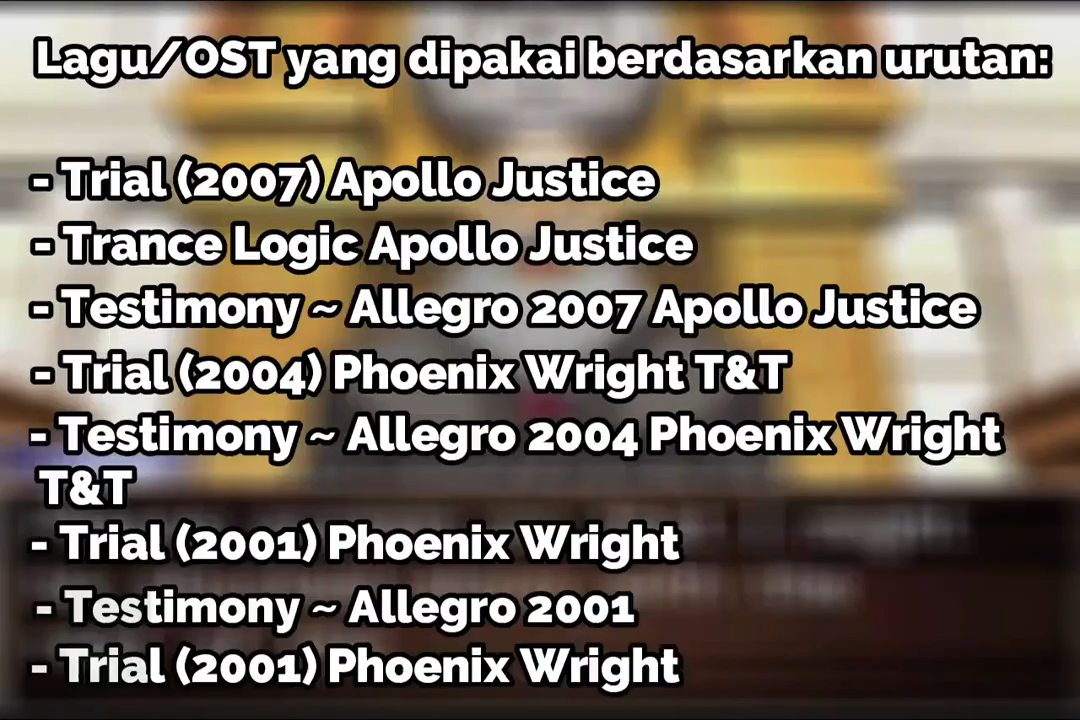 Lagu/OST yang dipakai berdasarkan urutan:
- Trial (2007) Apollo Justice
- Trance Logic Apollo Justice
- Testimony ~ Allegro 2007 Apollo Justice
- Trial (2004) Phoenix Wright T&T
- Testimony ~ Allegro 2004 Phoenix Wright
T&T
- Trial (2001) Phoenix Wright
- Testimony ~ Allegro 2001
- Trial (2001) Phoenix Wright